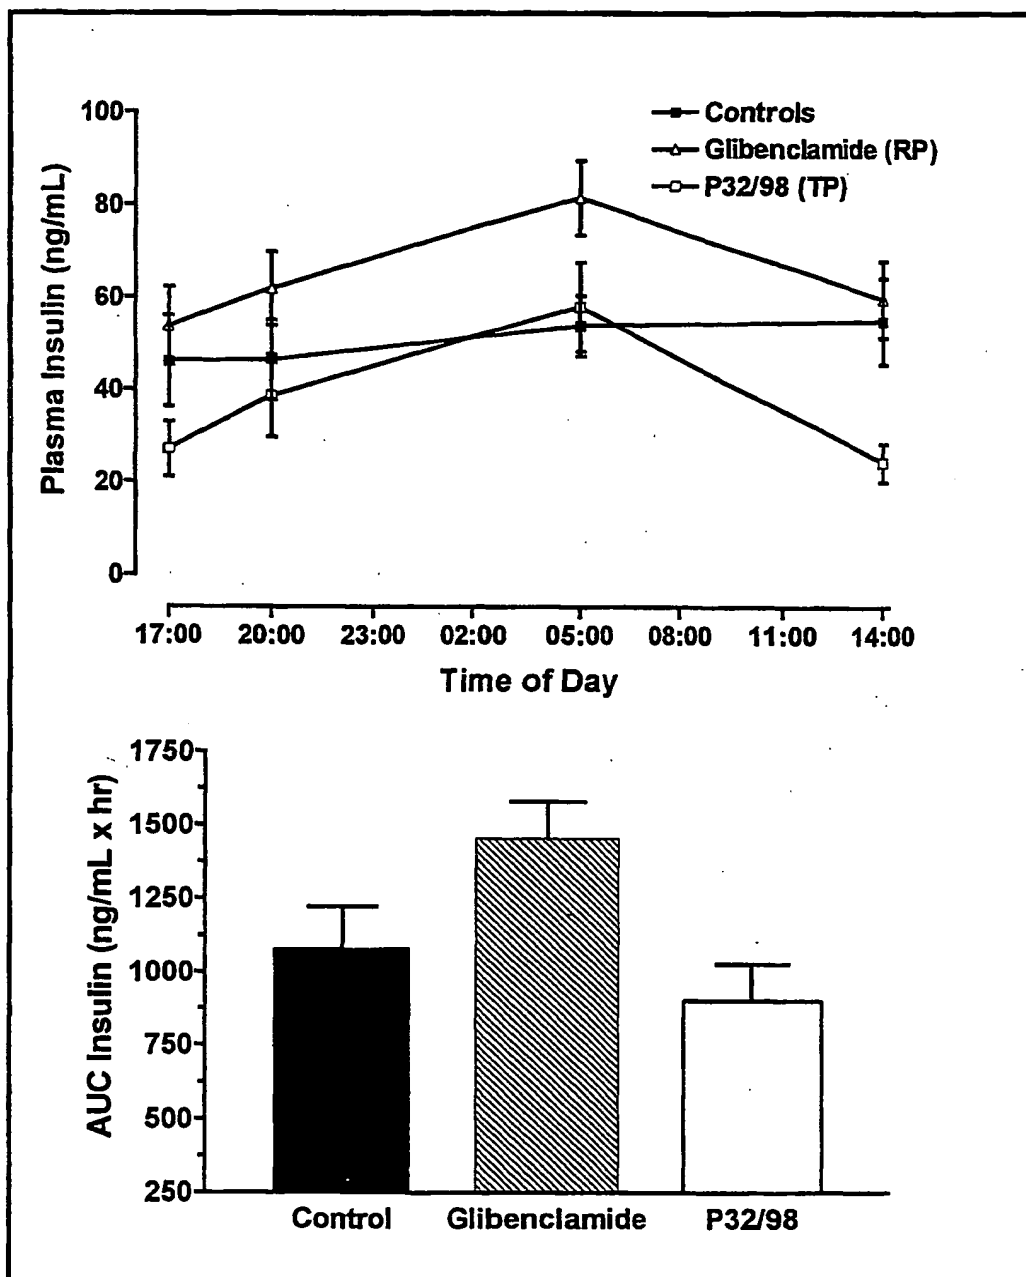 100
80
60
40
20
0
Plasma Insulin (ng/mL)
Controls
Glibenclamide (RP)
P32/98 (TP)
17:00 20:00 23:00 02:00 05:00 08:00 11:00 14:00
Time of Day
1750
1500
1250
1000
750
500
250
AUC Insulin (ng/mL x hr)
Control Glibenclamide P32/98